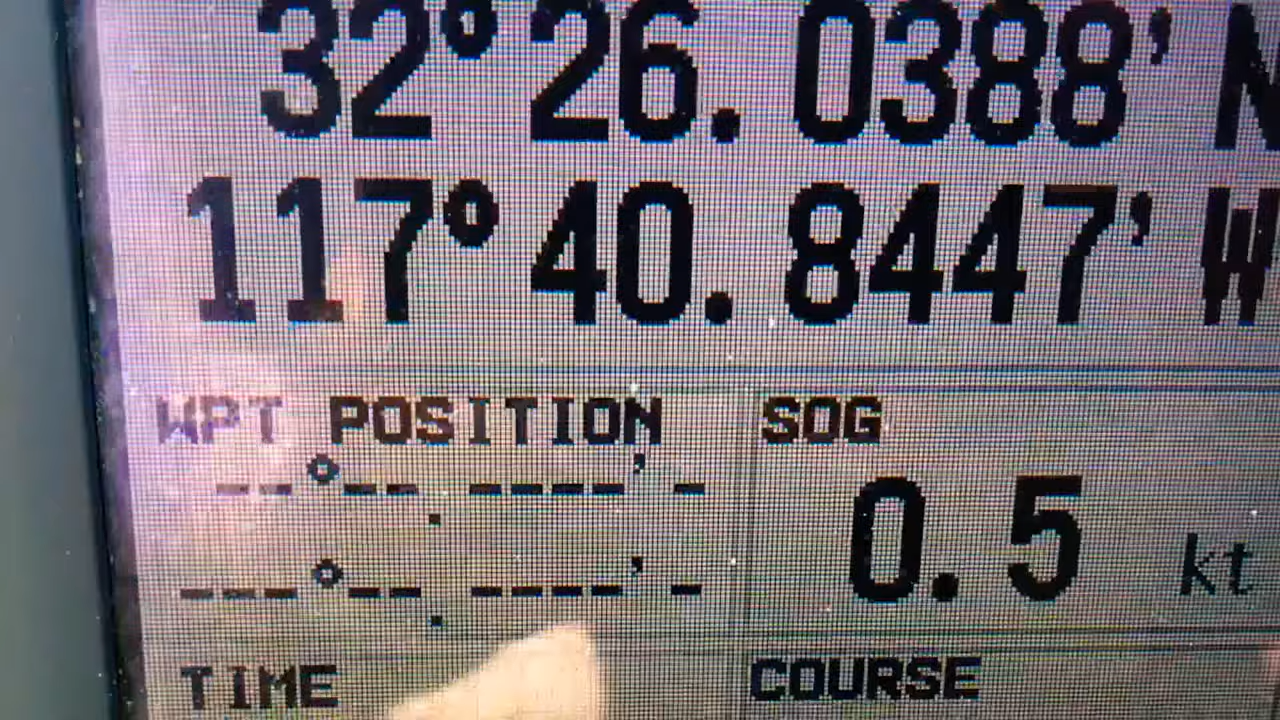 32°26.0388' N
117°40.8447' W
WPT POSITION
--°--.----' -
---°--.----' -
SOG
0.5 kt
TIME
COURSE